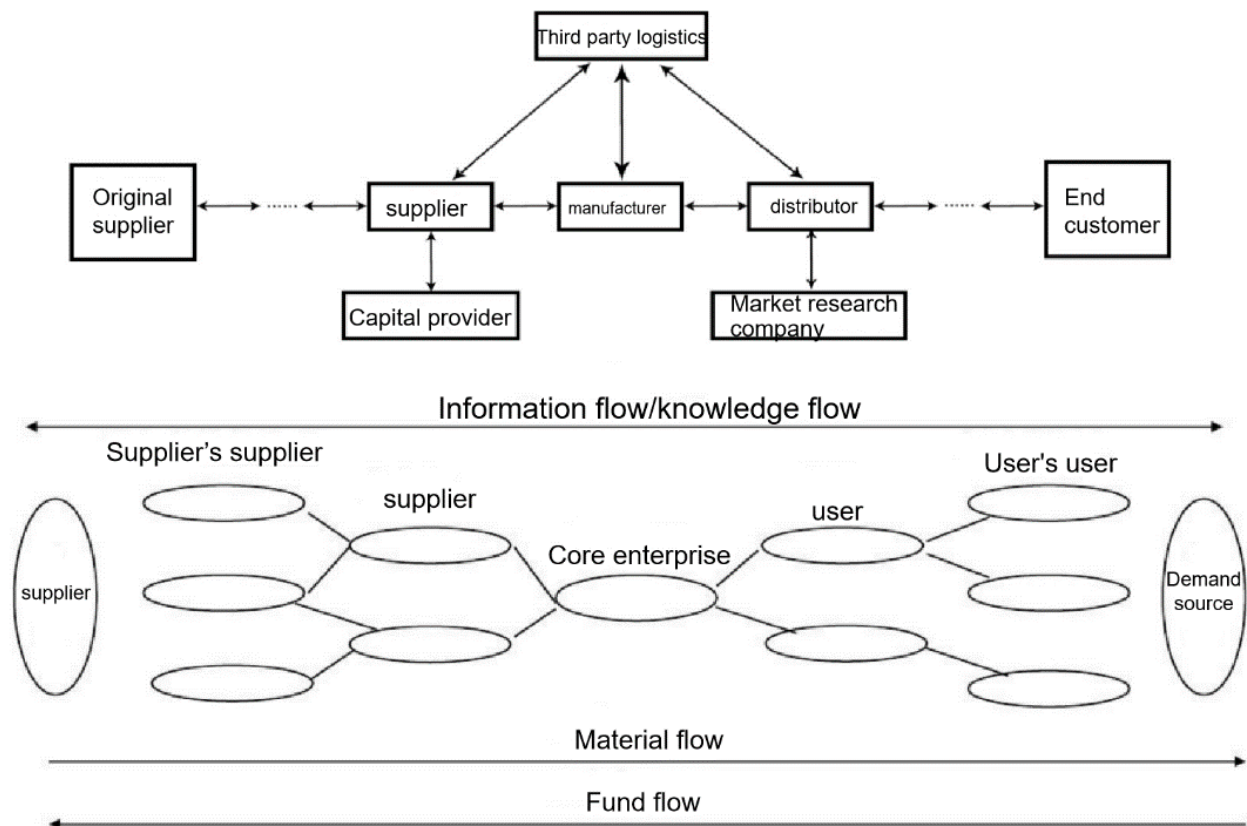 Third party logistics
Original
supplier
.....
supplier
manufacturer
distributor
.....
End
customer
Capital provider
Market research
company
Information flow/knowledge flow
Supplier’s supplier
User's user
supplier
user
Core enterprise
supplier
Demand
source
Material flow
Fund flow